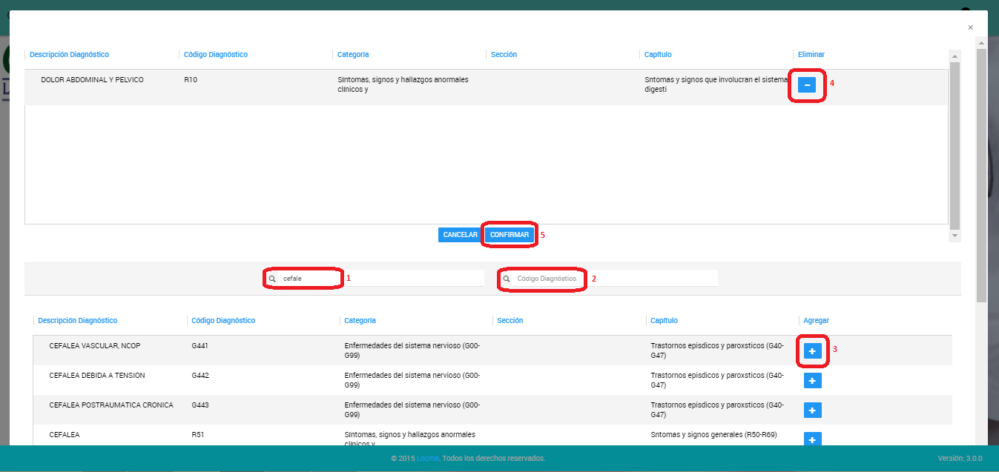 ×
Descripción Diagnóstico Código Diagnóstico Categoría Sección Capítulo Eliminar
DOLOR ABDOMINAL Y PELVICO R10 Síntomas, signos y hallazgos anormales Sntomas y signos que involucran el sistema
clínicos y digesti
4
CANCELAR CONFIRMAR 5
cefale 1 Código Diagnóstico 2
Descripción Diagnóstico Código Diagnóstico Categoría Sección Capítulo Agregar
CEFALEA VASCULAR, NCOP G441 Enfermedades del sistema nervioso (G00- Trastornos episdicos y paroxsticos (G40-
G99) G47)
3
CEFALEA DEBIDA A TENSION G442 Enfermedades del sistema nervioso (G00- Trastornos episdicos y paroxsticos (G40-
G99) G47)
CEFALEA POSTRAUMATICA CRONICA G443 Enfermedades del sistema nervioso (G00- Trastornos episdicos y paroxsticos (G40-
G99) G47)
CEFALEA R51 Síntomas, signos y hallazgos anormales Sntomas y signos generales (R50-R69)
clínicos y
© 2015 Locma. Todos los derechos reservados. Versión: 3.0.0